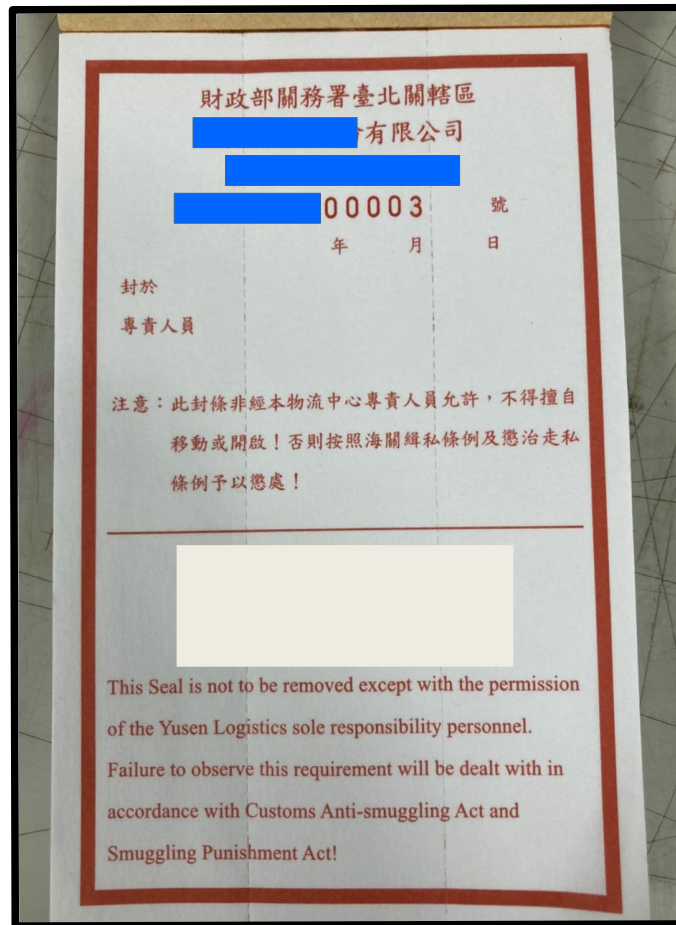 財政部關務署臺北關轄區
有限公司
00003 號
年 月 日
封於
專責人員
注意：此封條非經本物流中心專責人員允許，不得擅自
移動或開啟！否則按照海關緝私條例及懲治走私
條例予以懲處！
This Seal is not to be removed except with the permission
of the Yusen Logistics sole responsibility personnel.
Failure to observe this requirement will be dealt with in
accordance with Customs Anti-smuggling Act and
Smuggling Punishment Act!